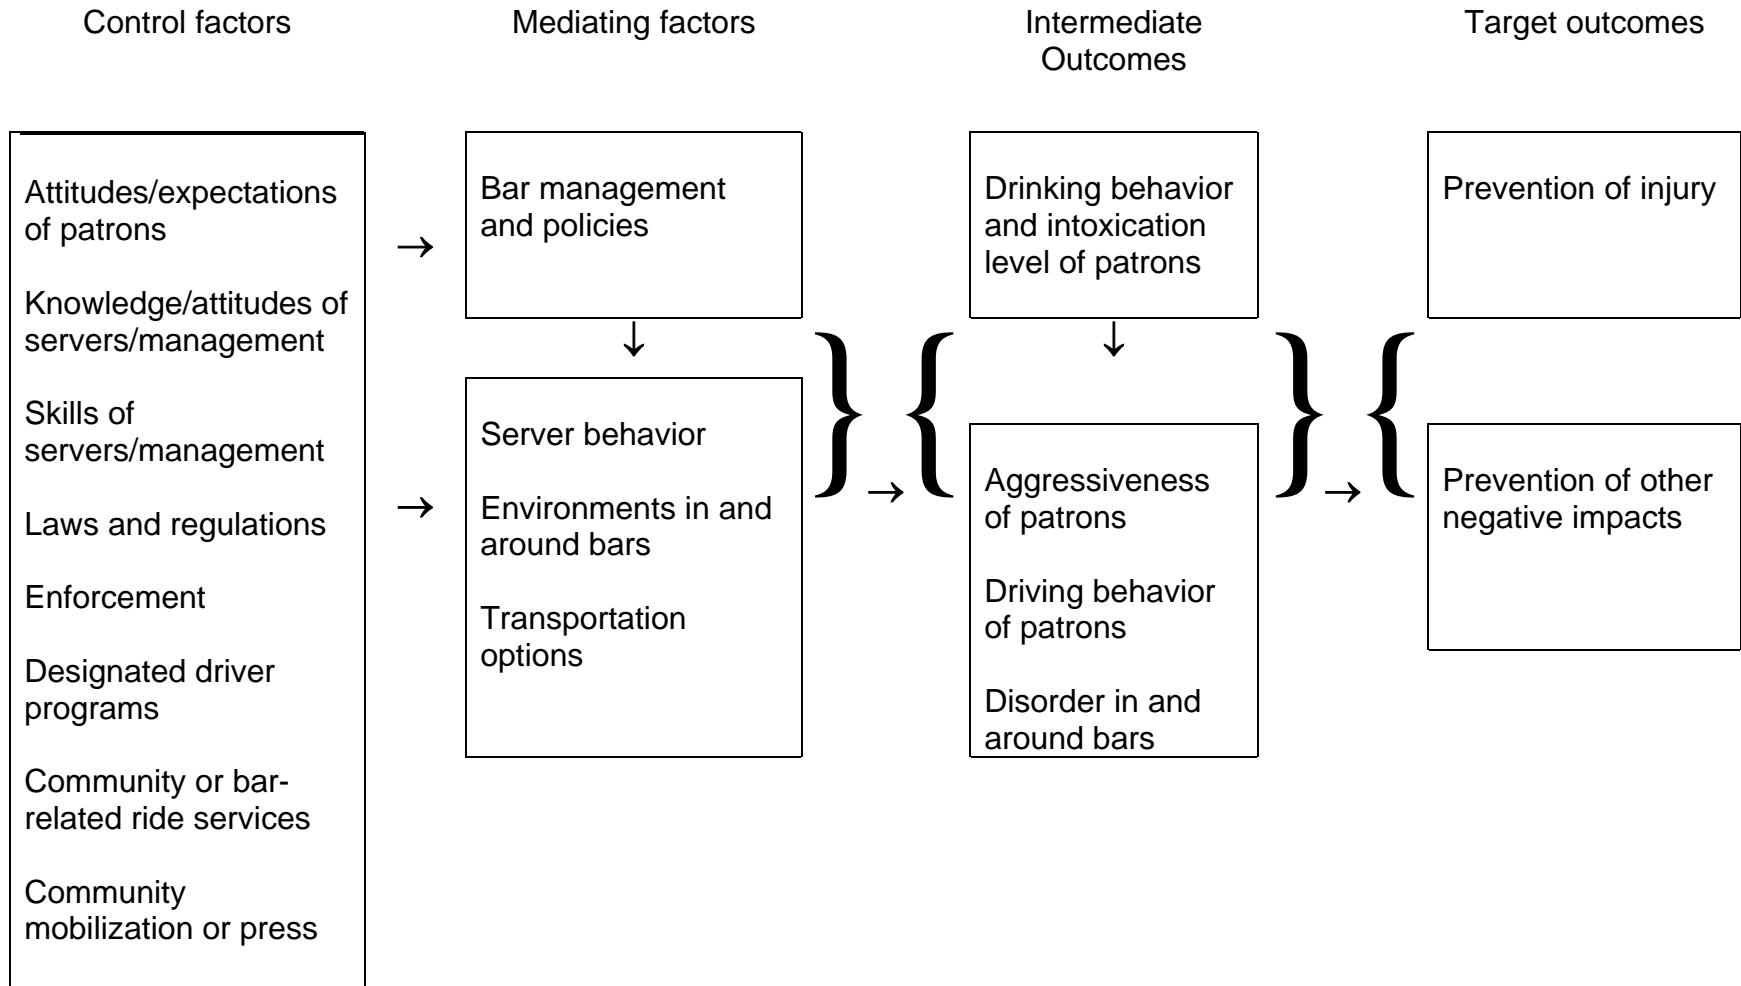 Control factors
Mediating factors
Intermediate
Outcomes
Target outcomes
Attitudes/expectations
of patrons
Knowledge/attitudes of
servers/management
Skills of
servers/management
Laws and regulations
Enforcement
Designated driver
programs
Community or bar-
related ride services
Community
mobilization or press
→
→
Bar management
and policies
↓
Server behavior
Environments in and
around bars
Transportation
options
}
→
{
Drinking behavior
and intoxication
level of patrons
↓
Aggressiveness
of patrons
Driving behavior
of patrons
Disorder in and
around bars
}
→
{
Prevention of injury
Prevention of other
negative impacts